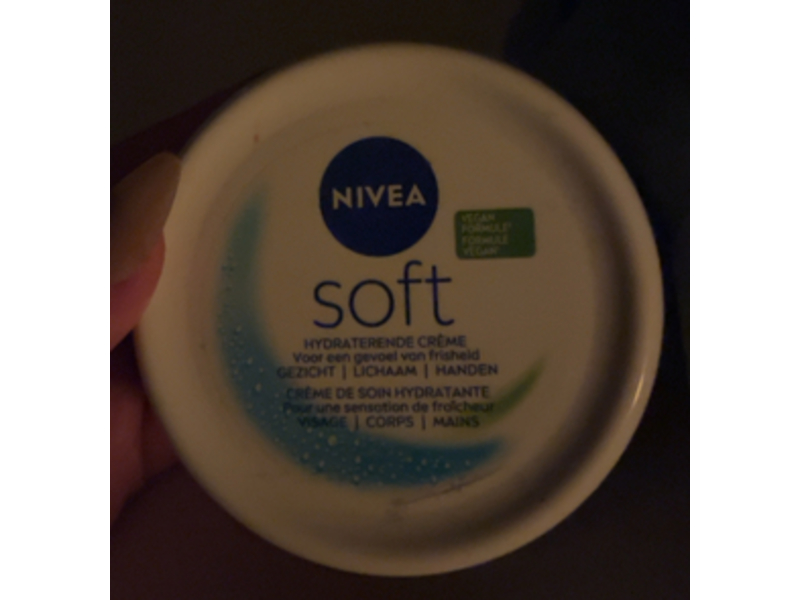 NIVEA
VEGAN
FORMULE*
FORMULE
VEGAN*
soft
HYDRATERENDE CRÈME
Voor een gevoel van frisheid
GEZICHT | LICHAAM | HANDEN
CRÈME DE SOIN HYDRATANTE
Pour une sensation de fraîcheur
VISAGE | CORPS | MAINS